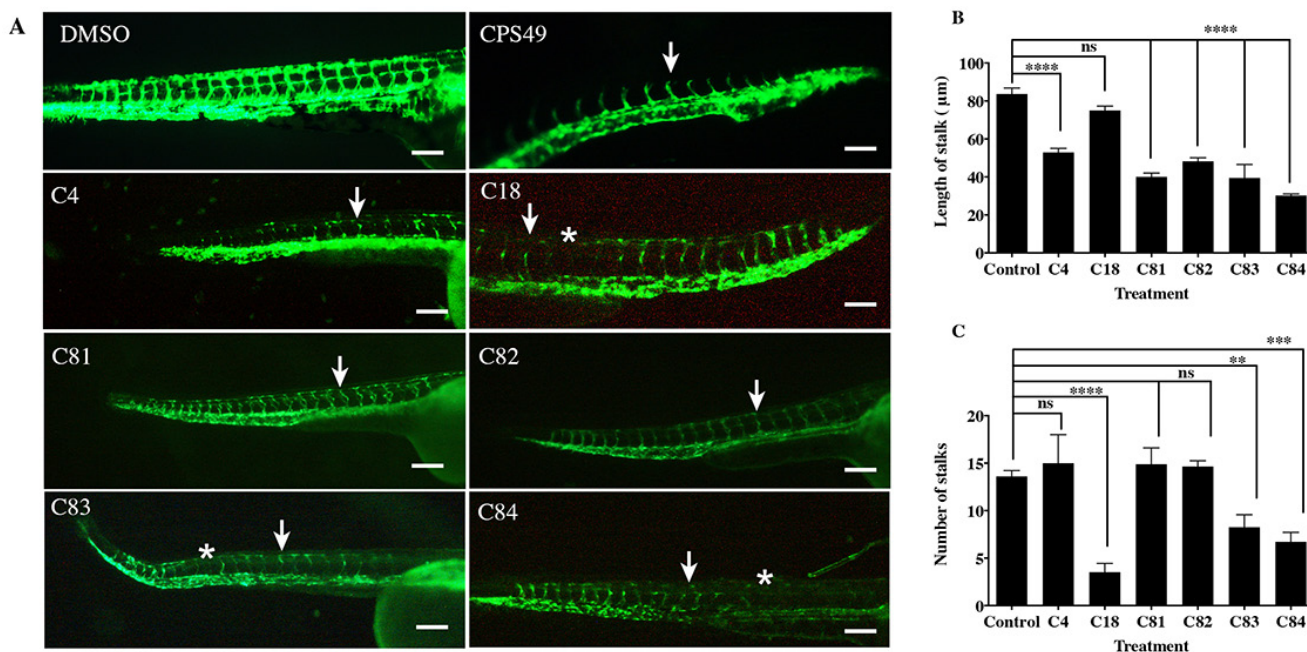 A
DMSO
CPS49
C4
C18
*
C81
C82
C83
*
C84
*
B
****
ns
****
100
80
60
40
20
0
Length of stalk ( µm)
Control C4 C18 C81 C82 C83 C84
Treatment
C
***
**
ns
****
ns
20
15
10
5
0
Number of stalks
Control C4 C18 C81 C82 C83 C84
Treatment